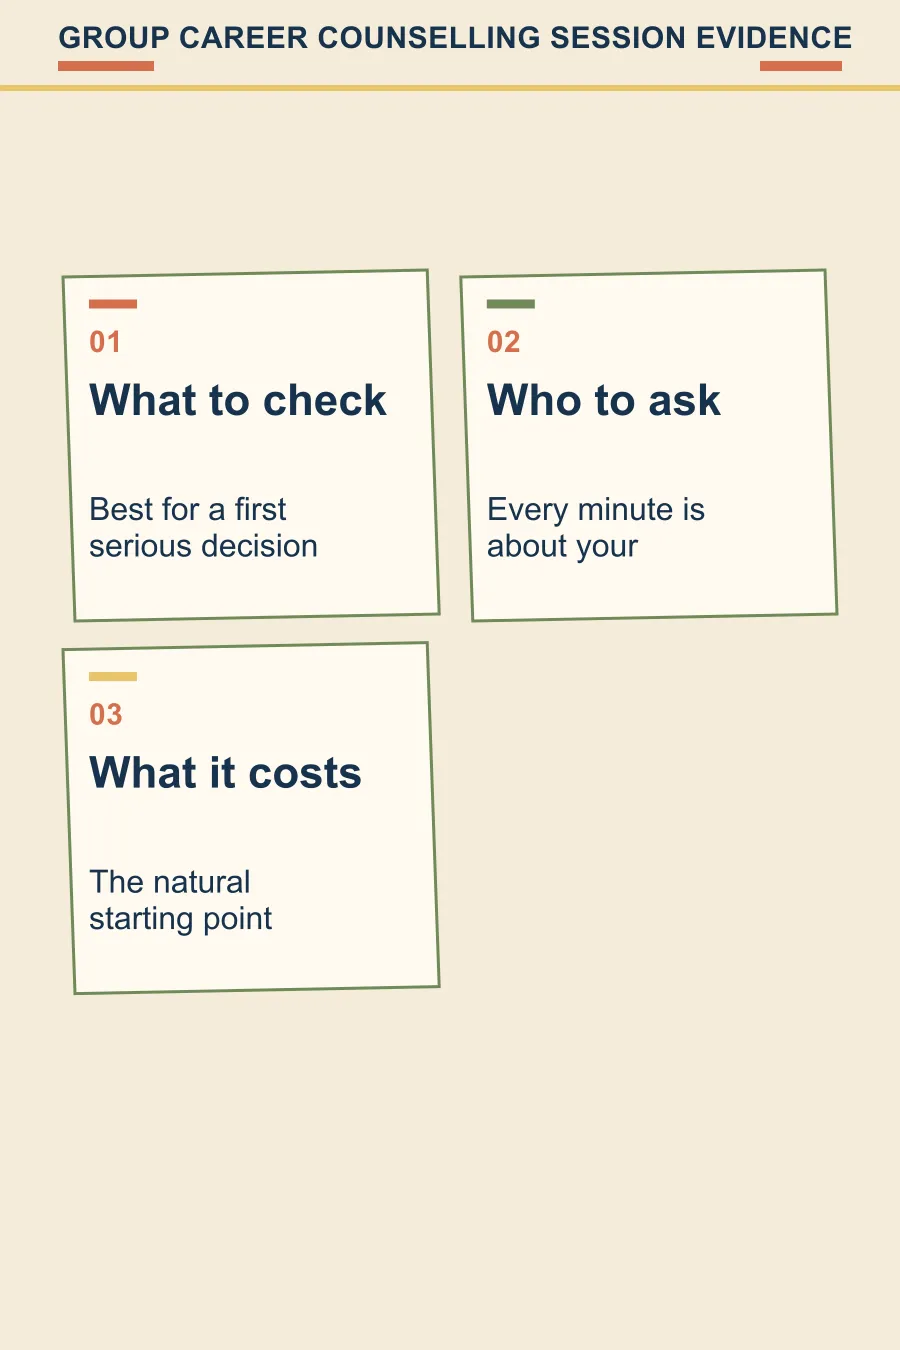 GROUP CAREER COUNSELLING SESSION EVIDENCE
01
What to check
Best for a first
serious decision
02
Who to ask
Every minute is
about your
03
What it costs
The natural
starting point